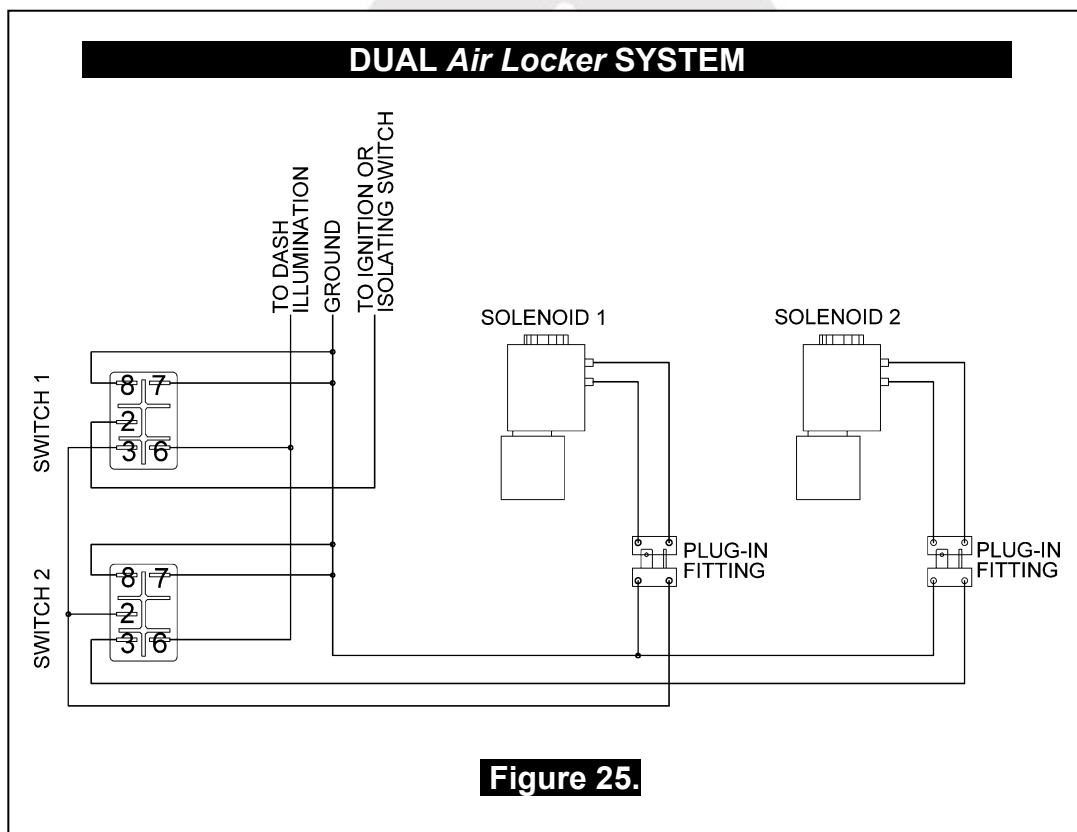 DUAL Air Locker SYSTEM
TO DASH
ILLUMINATION
GROUND
TO IGNITION OR
ISOLATING SWITCH
SOLENOID 1
SOLENOID 2
SWITCH 1
8 7
2
3 6
SWITCH 2
8 7
2
3 6
PLUG-IN
FITTING
PLUG-IN
FITTING
Figure 25.